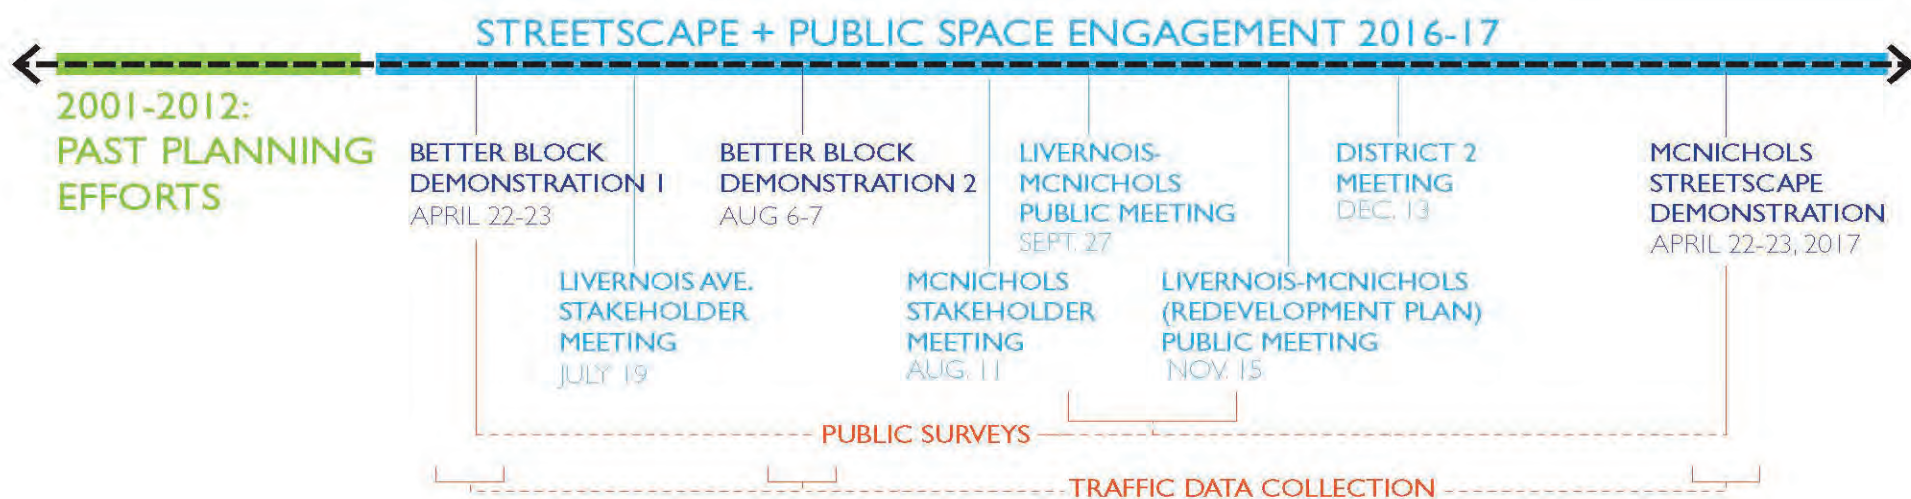 STREETSCAPE + PUBLIC SPACE ENGAGEMENT 2016-17
2001-2012:
PAST PLANNING
EFFORTS
BETTER BLOCK
DEMONSTRATION 1
APRIL 22-23
LIVERNOIS AVE.
STAKEHOLDER
MEETING
JULY 19
BETTER BLOCK
DEMONSTRATION 2
AUG 6-7
MCNICHOLS
STAKEHOLDER
MEETING
AUG. 11
LIVERNOIS-
MCNICHOLS
PUBLIC MEETING
SEPT. 27
LIVERNOIS-MCNICHOLS
(REDEVELOPMENT PLAN)
PUBLIC MEETING
NOV. 15
DISTRICT 2
MEETING
DEC. 13
MCNICHOLS
STREETSCAPE
DEMONSTRATION
APRIL 22-23, 2017
PUBLIC SURVEYS
TRAFFIC DATA COLLECTION